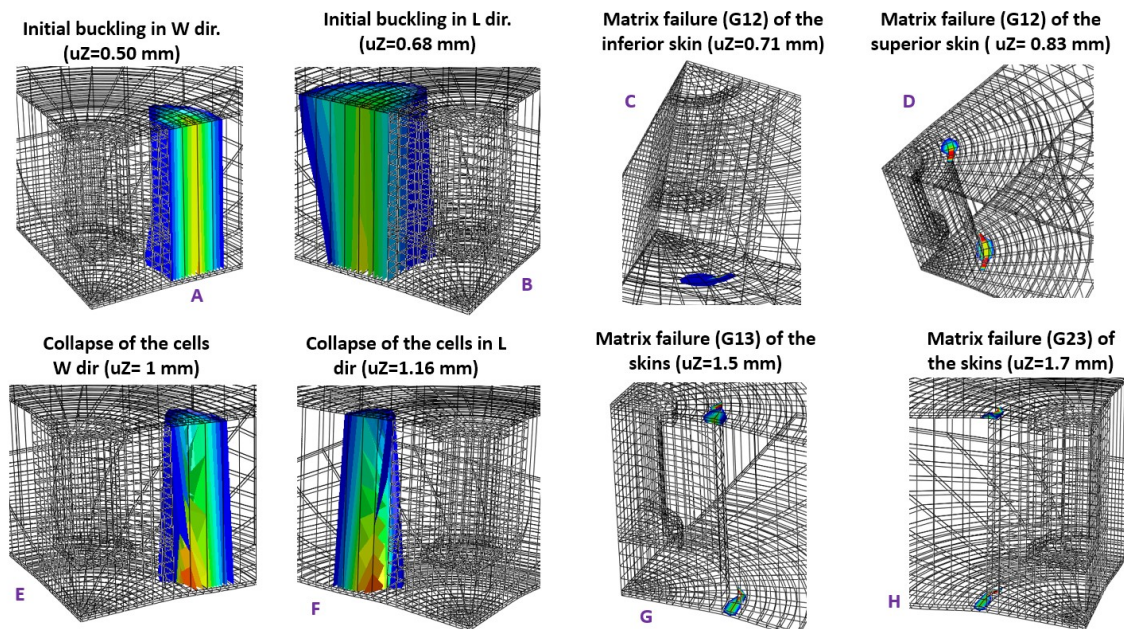 Initial buckling in W dir.
(uZ=0.50 mm)
Initial buckling in L dir.
(uZ=0.68 mm)
Matrix failure (G12) of the
inferior skin (uZ=0.71 mm)
Matrix failure (G12) of the
superior skin ( uZ= 0.83 mm)
A
B
C
D
Collapse of the cells
W dir (uZ= 1 mm)
Collapse of the cells in L
dir (uZ=1.16 mm)
Matrix failure (G13) of the
skins (uZ=1.5 mm)
Matrix failure (G23) of
the skins (uZ=1.7 mm)
E
F
G
H